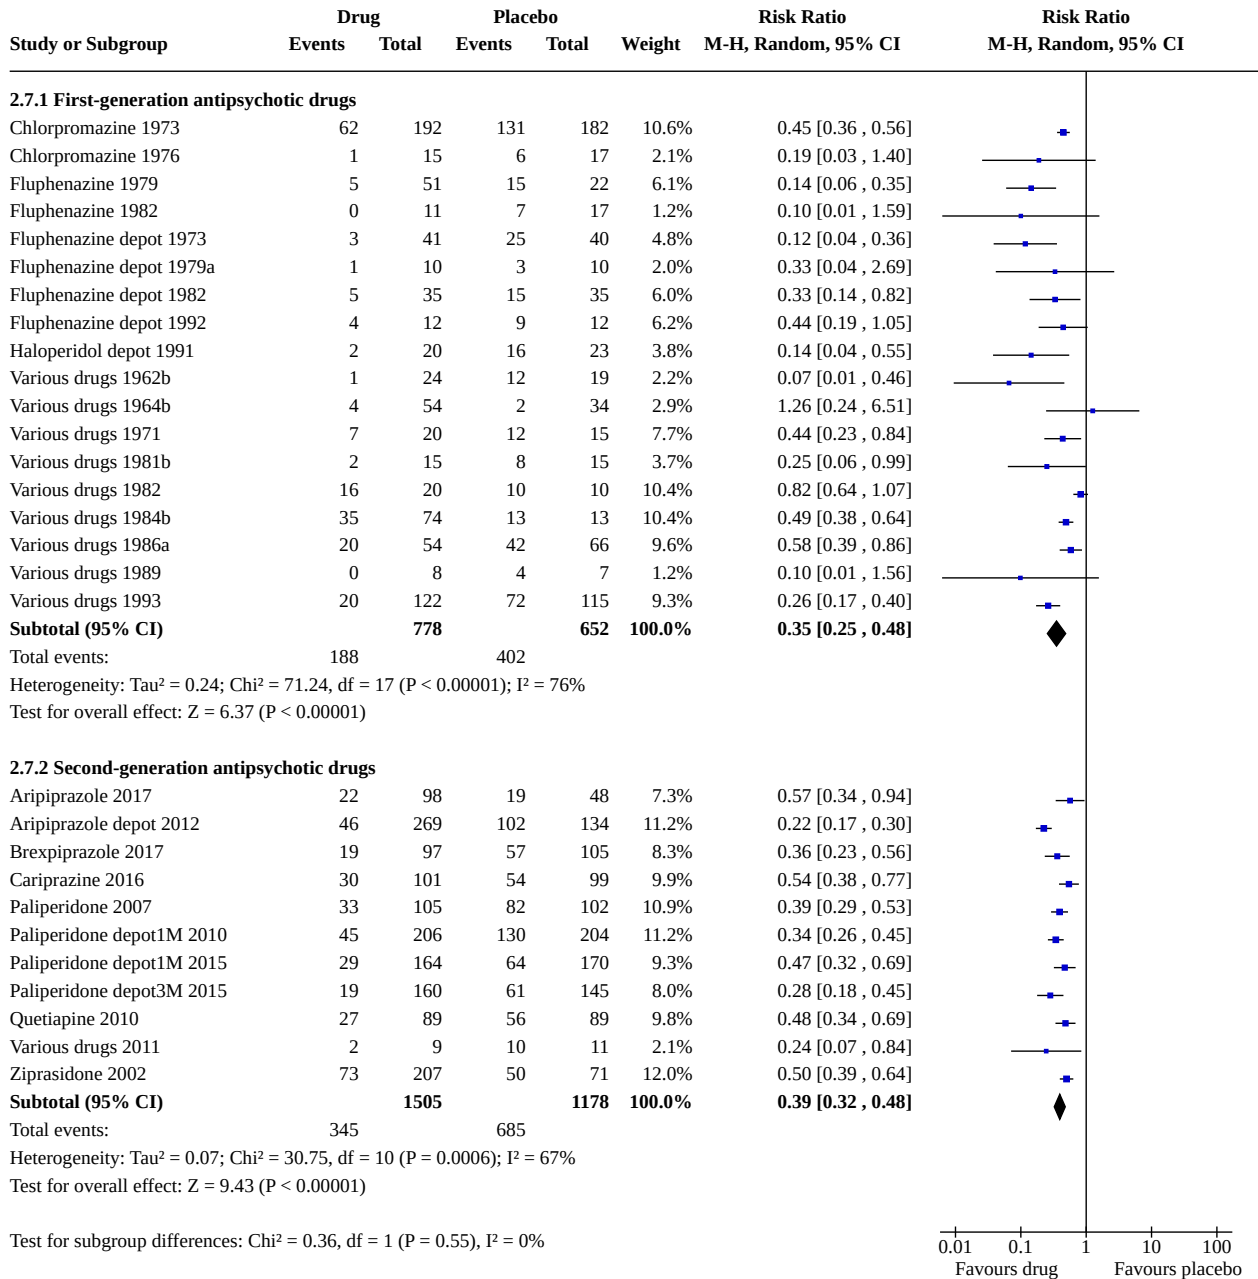 Drug Placebo Risk Ratio Risk Ratio
Study or Subgroup Events Total Events Total Weight M-H, Random, 95% CI M-H, Random, 95% CI
2.7.1 First-generation antipsychotic drugs
Chlorpromazine 1973 62 192 131 182 10.6% 0.45 [0.36 , 0.56]
Chlorpromazine 1976 1 15 6 17 2.1% 0.19 [0.03 , 1.40]
Fluphenazine 1979 5 51 15 22 6.1% 0.14 [0.06 , 0.35]
Fluphenazine 1982 0 11 7 17 1.2% 0.10 [0.01 , 1.59]
Fluphenazine depot 1973 3 41 25 40 4.8% 0.12 [0.04 , 0.36]
Fluphenazine depot 1979a 1 10 3 10 2.0% 0.33 [0.04 , 2.69]
Fluphenazine depot 1982 5 35 15 35 6.0% 0.33 [0.14 , 0.82]
Fluphenazine depot 1992 4 12 9 12 6.2% 0.44 [0.19 , 1.05]
Haloperidol depot 1991 2 20 16 23 3.8% 0.14 [0.04 , 0.55]
Various drugs 1962b 1 24 12 19 2.2% 0.07 [0.01 , 0.46]
Various drugs 1964b 4 54 2 34 2.9% 1.26 [0.24 , 6.51]
Various drugs 1971 7 20 12 15 7.7% 0.44 [0.23 , 0.84]
Various drugs 1981b 2 15 8 15 3.7% 0.25 [0.06 , 0.99]
Various drugs 1982 16 20 10 10 10.4% 0.82 [0.64 , 1.07]
Various drugs 1984b 35 74 13 13 10.4% 0.49 [0.38 , 0.64]
Various drugs 1986a 20 54 42 66 9.6% 0.58 [0.39 , 0.86]
Various drugs 1989 0 8 4 7 1.2% 0.10 [0.01 , 1.56]
Various drugs 1993 20 122 72 115 9.3% 0.26 [0.17 , 0.40]
Subtotal (95% CI) 778 652 100.0% 0.35 [0.25 , 0.48]
Total events: 188 402
Heterogeneity: Tau² = 0.24; Chi² = 71.24, df = 17 (P < 0.00001); I² = 76%
Test for overall effect: Z = 6.37 (P < 0.00001)
2.7.2 Second-generation antipsychotic drugs
Aripiprazole 2017 22 98 19 48 7.3% 0.57 [0.34 , 0.94]
Aripiprazole depot 2012 46 269 102 134 11.2% 0.22 [0.17 , 0.30]
Brexpiprazole 2017 19 97 57 105 8.3% 0.36 [0.23 , 0.56]
Cariprazine 2016 30 101 54 99 9.9% 0.54 [0.38 , 0.77]
Paliperidone 2007 33 105 82 102 10.9% 0.39 [0.29 , 0.53]
Paliperidone depot1M 2010 45 206 130 204 11.2% 0.34 [0.26 , 0.45]
Paliperidone depot1M 2015 29 164 64 170 9.3% 0.47 [0.32 , 0.69]
Paliperidone depot3M 2015 19 160 61 145 8.0% 0.28 [0.18 , 0.45]
Quetiapine 2010 27 89 56 89 9.8% 0.48 [0.34 , 0.69]
Various drugs 2011 2 9 10 11 2.1% 0.24 [0.07 , 0.84]
Ziprasidone 2002 73 207 50 71 12.0% 0.50 [0.39 , 0.64]
Subtotal (95% CI) 1505 1178 100.0% 0.39 [0.32 , 0.48]
Total events: 345 685
Heterogeneity: Tau² = 0.07; Chi² = 30.75, df = 10 (P = 0.0006); I² = 67%
Test for overall effect: Z = 9.43 (P < 0.00001)
Test for subgroup differences: Chi² = 0.36, df = 1 (P = 0.55), I² = 0%
0.01 0.1 1 10 100
Favours drug Favours placebo